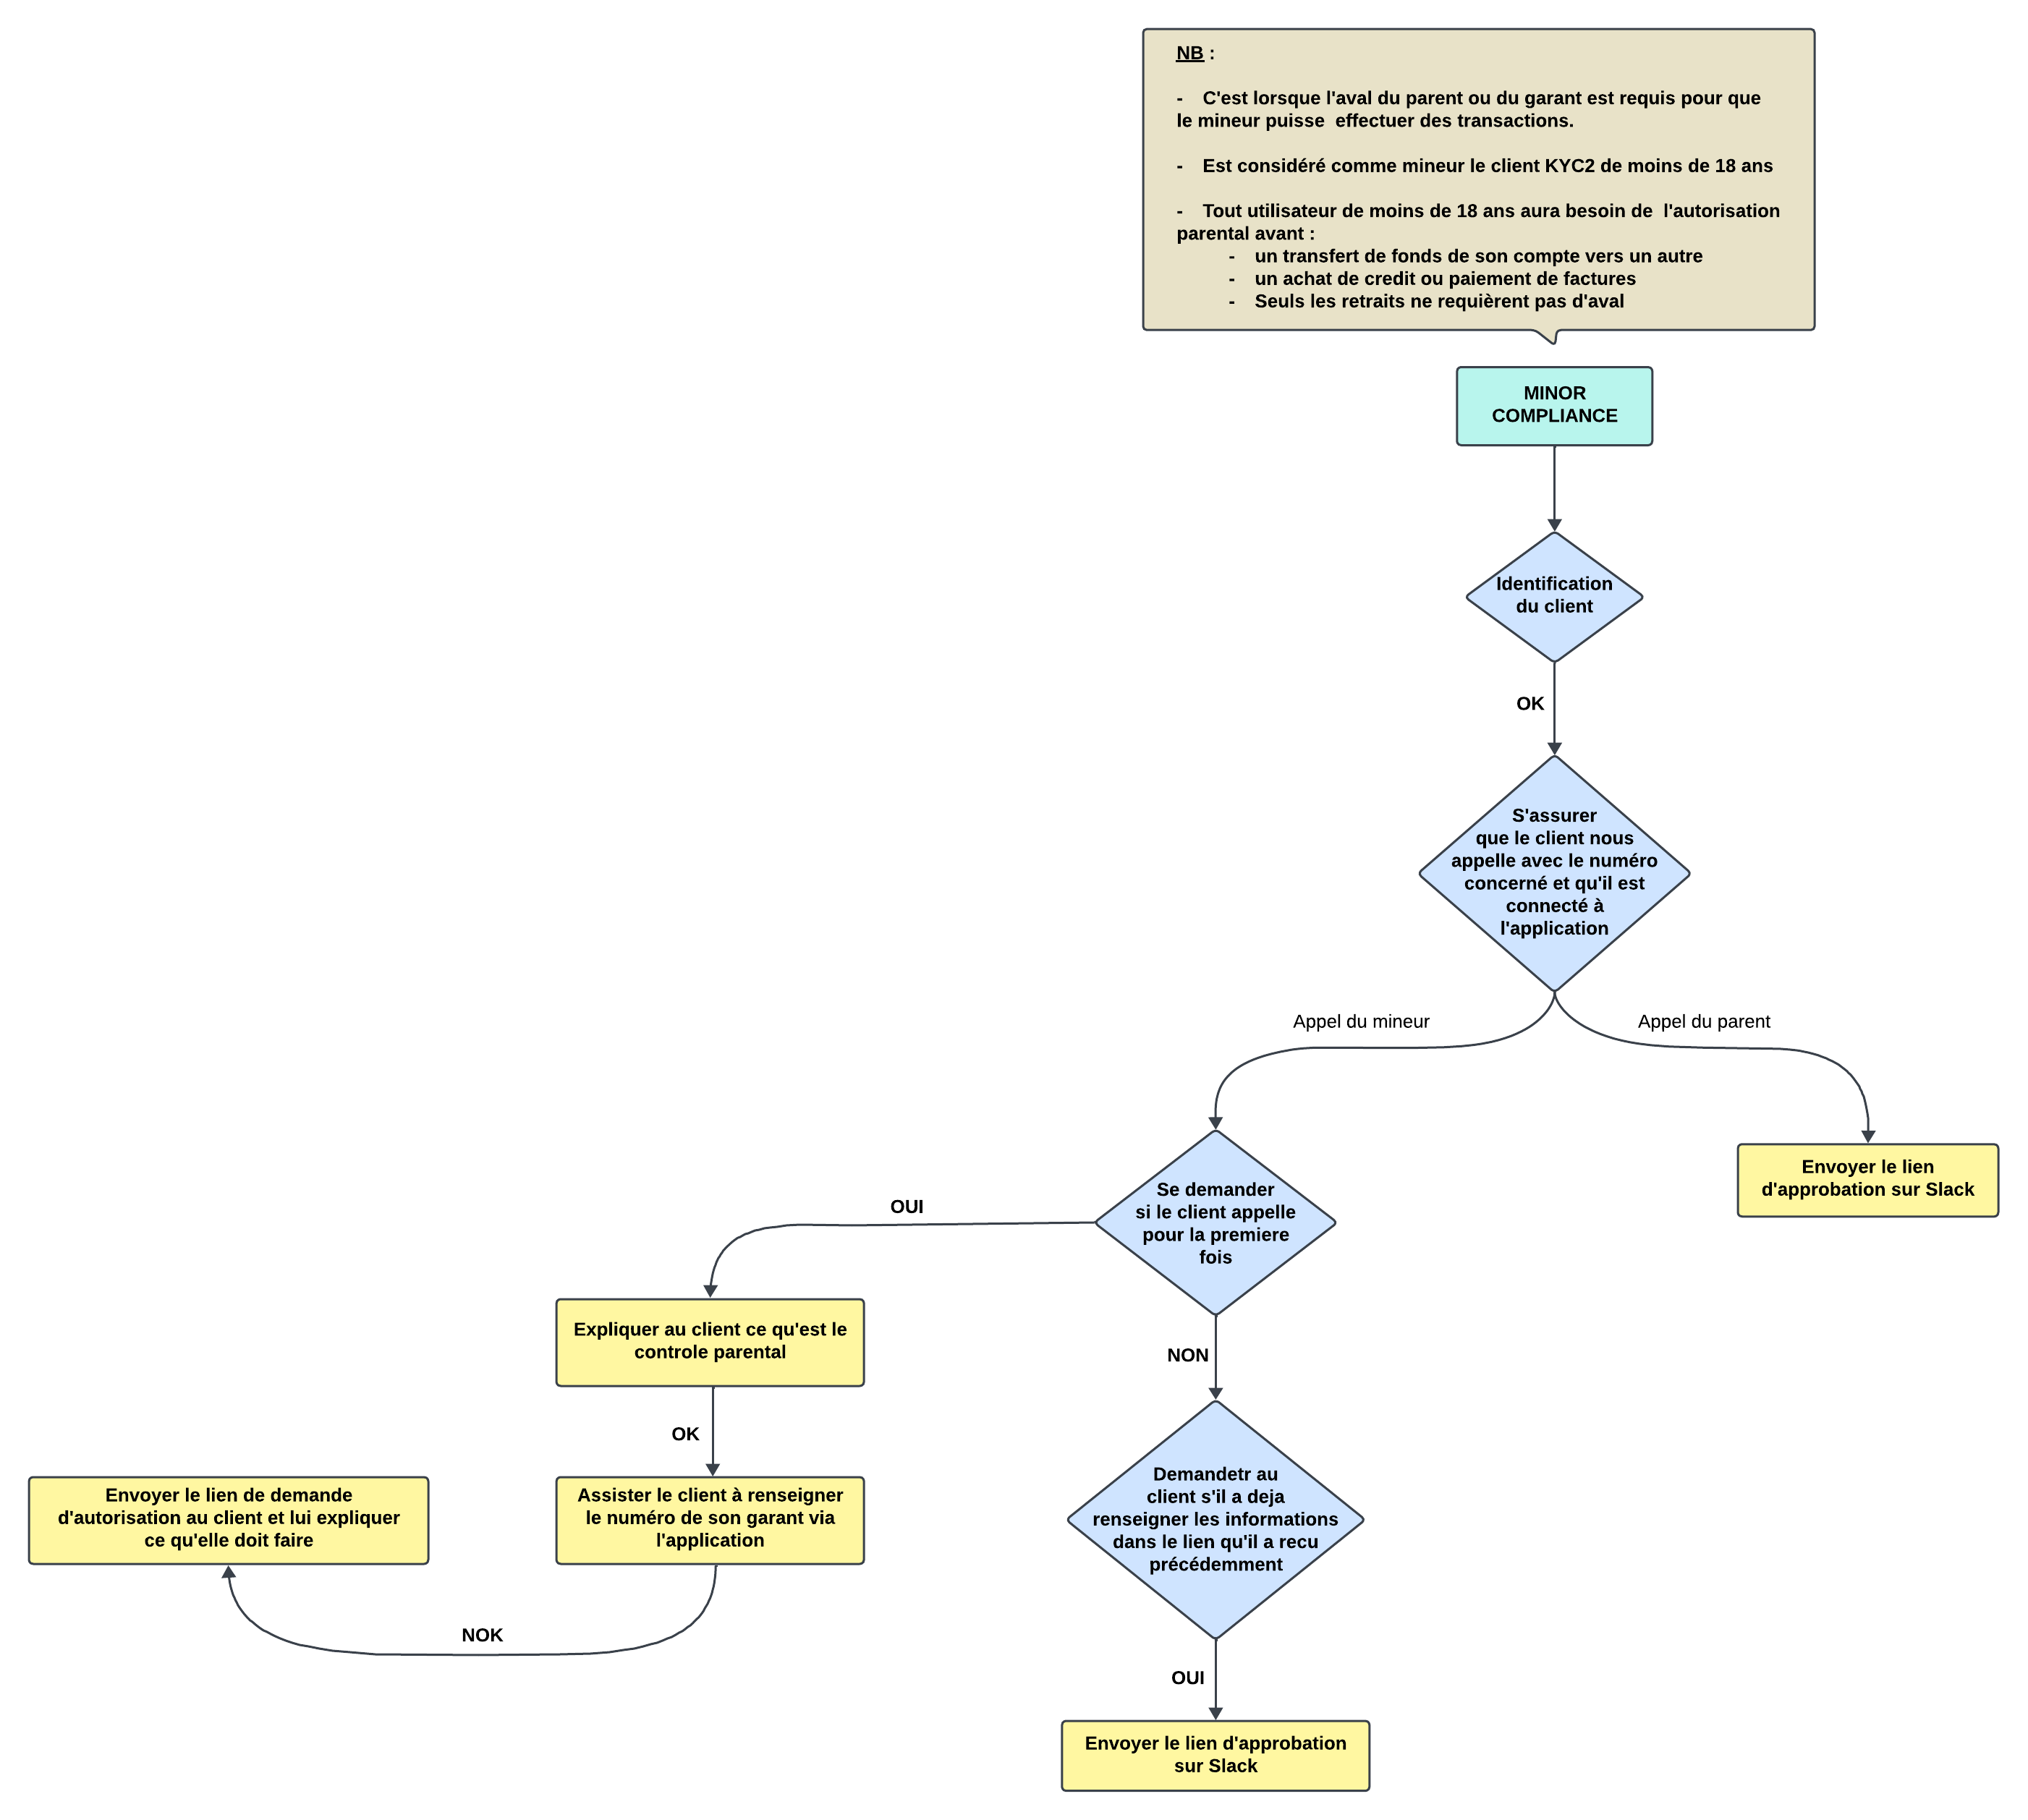 NB :
- C'est lorsque l'aval du parent ou du garant est requis pour que
le mineur puisse effectuer des transactions.
- Est considéré comme mineur le client KYC2 de moins de 18 ans
- Tout utilisateur de moins de 18 ans aura besoin de l'autorisation
parental avant :
- un transfert de fonds de son compte vers un autre
- un achat de credit ou paiement de factures
- Seuls les retraits ne requièrent pas d'aval
MINOR
COMPLIANCE
Identification
du client
OK
S'assurer
que le client nous
appelle avec le numéro
concerné et qu'il est
connecté à
l'application
Appel du mineur
Appel du parent
Envoyer le lien
d'approbation sur Slack
Se demander
si le client appelle
pour la premiere
fois
OUI
Expliquer au client ce qu'est le
controle parental
NON
OK
Envoyer le lien de demande
d'autorisation au client et lui expliquer
ce qu'elle doit faire
Assister le client à renseigner
le numéro de son garant via
l'application
Demandetr au
client s'il a deja
renseigner les informations
dans le lien qu'il a recu
précédemment
NOK
OUI
Envoyer le lien d'approbation
sur Slack